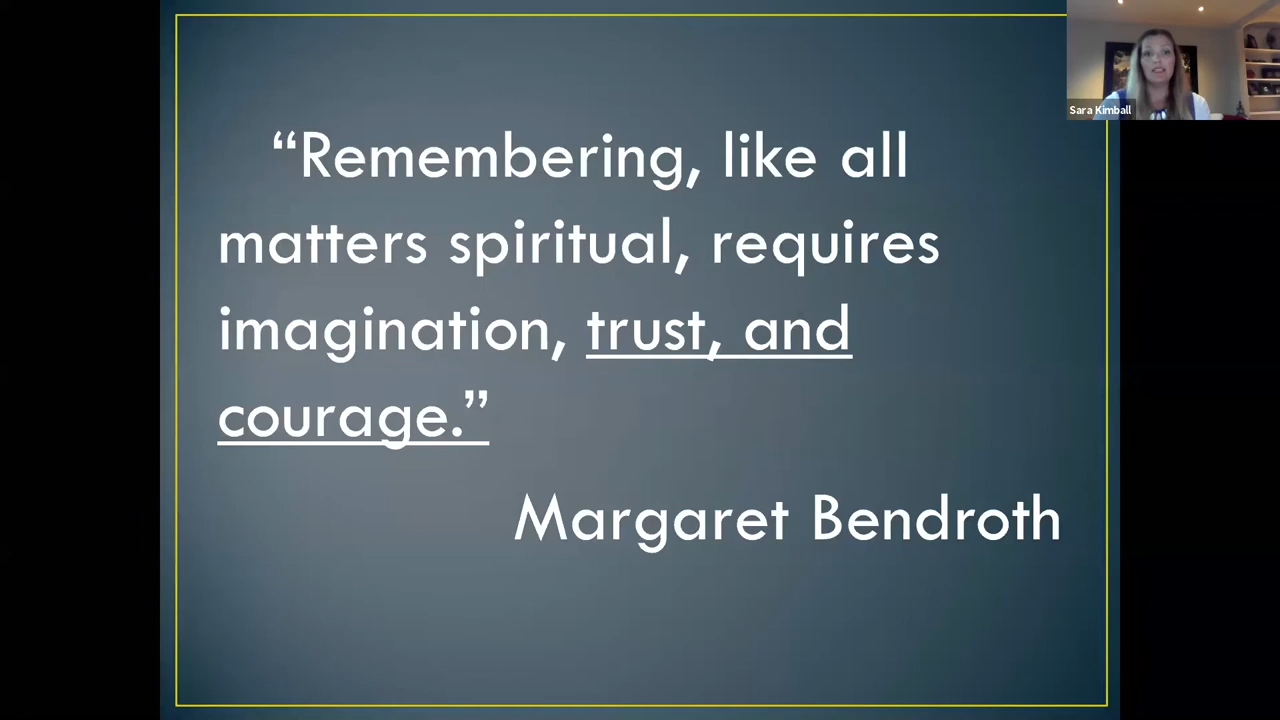 “Remembering, like all
matters spiritual, requires
imagination, trust, and
courage.”
Margaret Bendroth
Sara Kimball